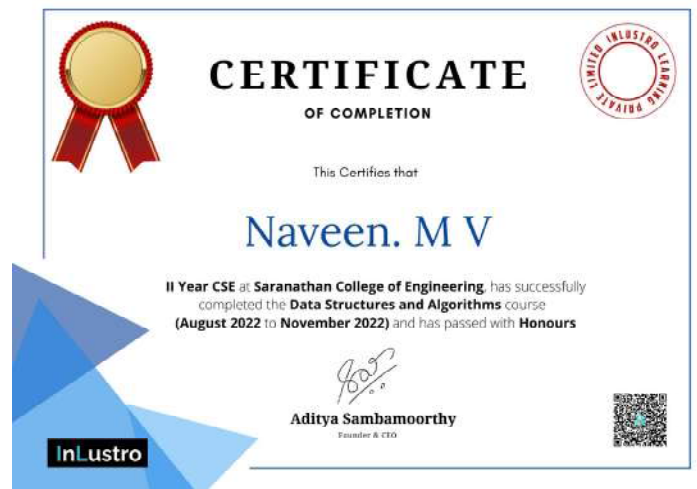 CERTIFICATE
OF COMPLETION
INLUSTRO LEARNING PRIVATE LIMITED
This Certifies that
Naveen. M V
II Year CSE at Saranathan College of Engineering, has successfully
completed the Data Structures and Algorithms course
(August 2022 to November 2022) and has passed with Honours
Aditya Sambamoorthy
Founder & CEO
InLustro